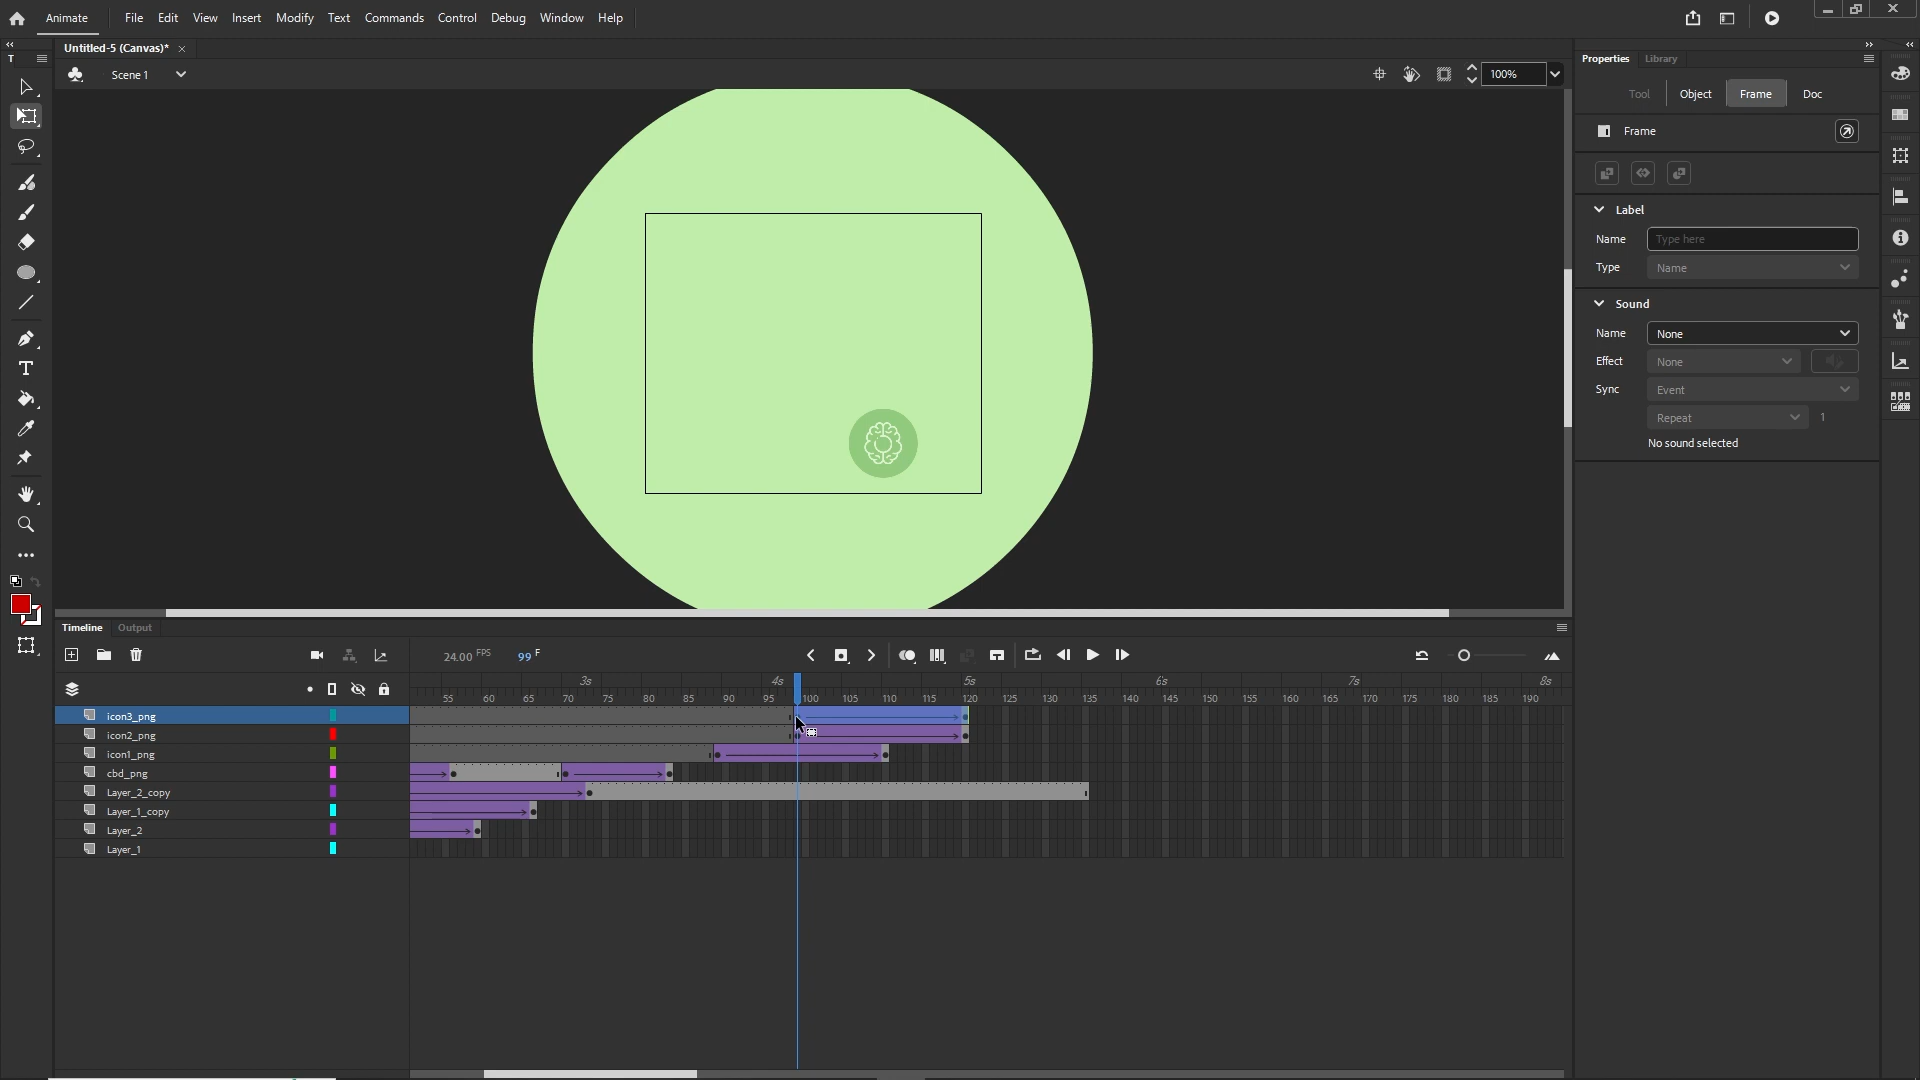 Animate File Edit View Insert Modify Text Commands Control Debug Window Help
Untitled-5 (Canvas)*
Scene 1
100%
Properties Library
Tool Object Frame Doc
Frame
Label
Name Type here
Type Name
Sound
Name None
Effect None
Sync Event
Repeat 1
No sound selected
T
T
Timeline Output
24.00 FPS 99 F
3s 4s 5s 6s 7s 8s
55 60 65 70 75 80 85 90 95 100 105 110 115 120 125 130 135 140 145 150 155 160 165 170 175 180 185 190
icon3_png
icon2_png
icon1_png
cbd_png
Layer_2_copy
Layer_1_copy
Layer_2
Layer_1